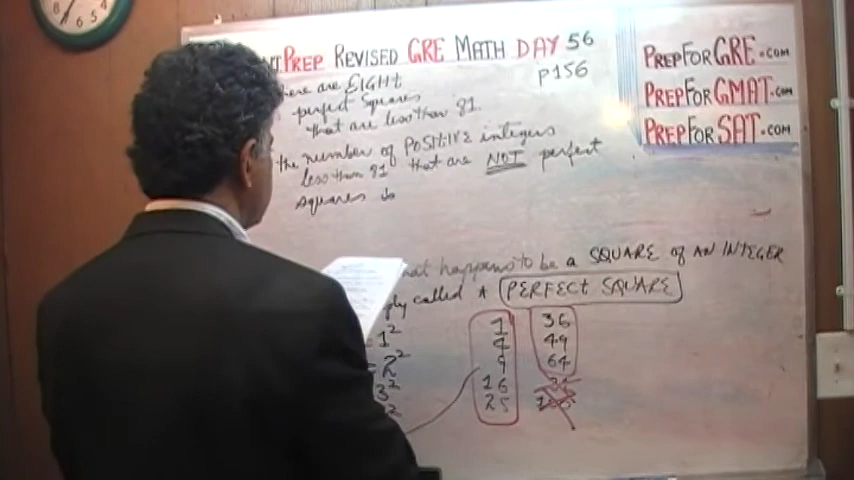 PREP REVISED GRE MATH DAY 56
p156
PREPFORGRE.COM
PREPFORGMAT.COM
PREPFORSAT.COM
here are EIGHT
perfect Squares
that are less than 81.
the number of POSITIVE integers
less than 81 that are NOT perfect
squares is
happens to be a SQUARE OF AN INTEGER
called A PERFECT SQUARE
= 1²
= 2²
3²
1
4
9
16
25
36
49
64